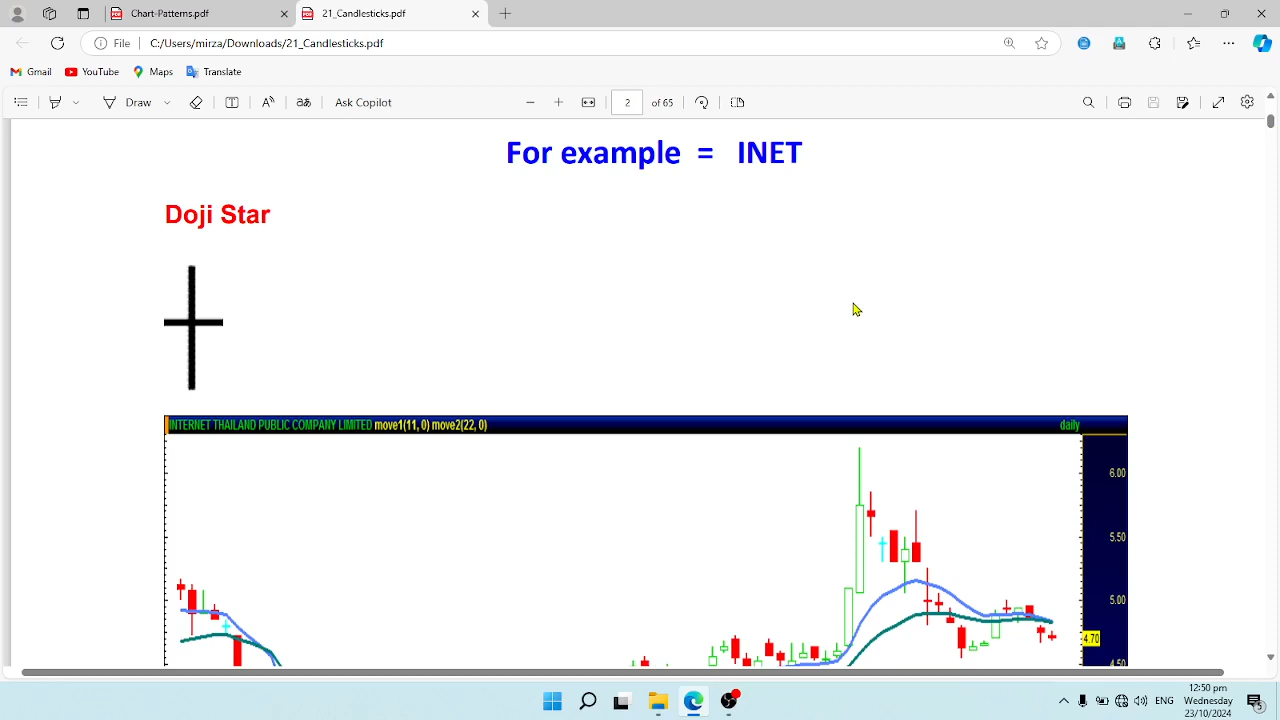 Chart-Patterns.pdf
21_Candlesticks.pdf
File
C:/Users/mirza/Downloads/21_Candlesticks.pdf
Gmail
YouTube
Maps
Translate
Draw
Ask Copilot
2
of 65
For example = INET
Doji Star
INTERNET THAILAND PUBLIC COMPANY LIMITED move1(11, 0) move2(22, 0)
daily
6.00
5.50
5.00
4.70
4.50
ENG
12:50 pm
Wednesday
23/10/2024